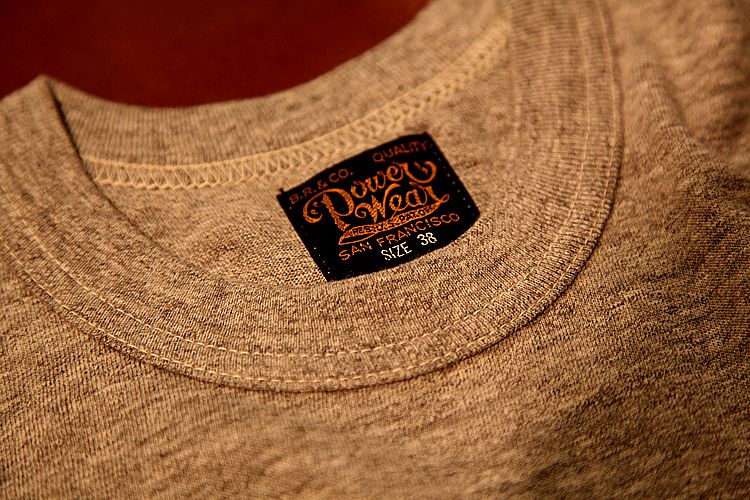 B.R. & CO. QUALITY
Power
Wear
SAN FRANCISCO
SIZE 38